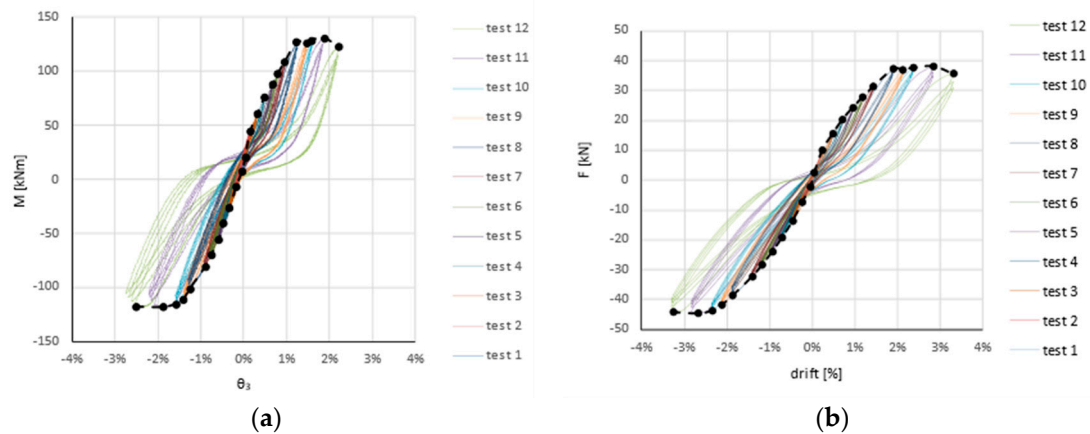 150
100
50
0
-50
-100
-150
M [kNm]
-4% -3% -2% -1% 0% 1% 2% 3% 4%
θ3
test 12
test 11
test 10
test 9
test 8
test 7
test 6
test 5
test 4
test 3
test 2
test 1
(a)
50
40
30
20
10
0
-10
-20
-30
-40
-50
F [kN]
-4% -3% -2% -1% 0% 1% 2% 3% 4%
drift [%]
test 12
test 11
test 10
test 9
test 8
test 7
test 6
test 5
test 4
test 3
test 2
test 1
(b)